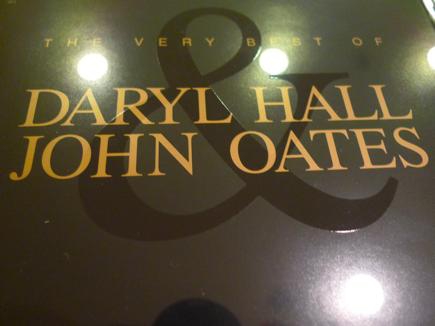 THE VERY BEST OF
DARYL HALL
&
JOHN OATES